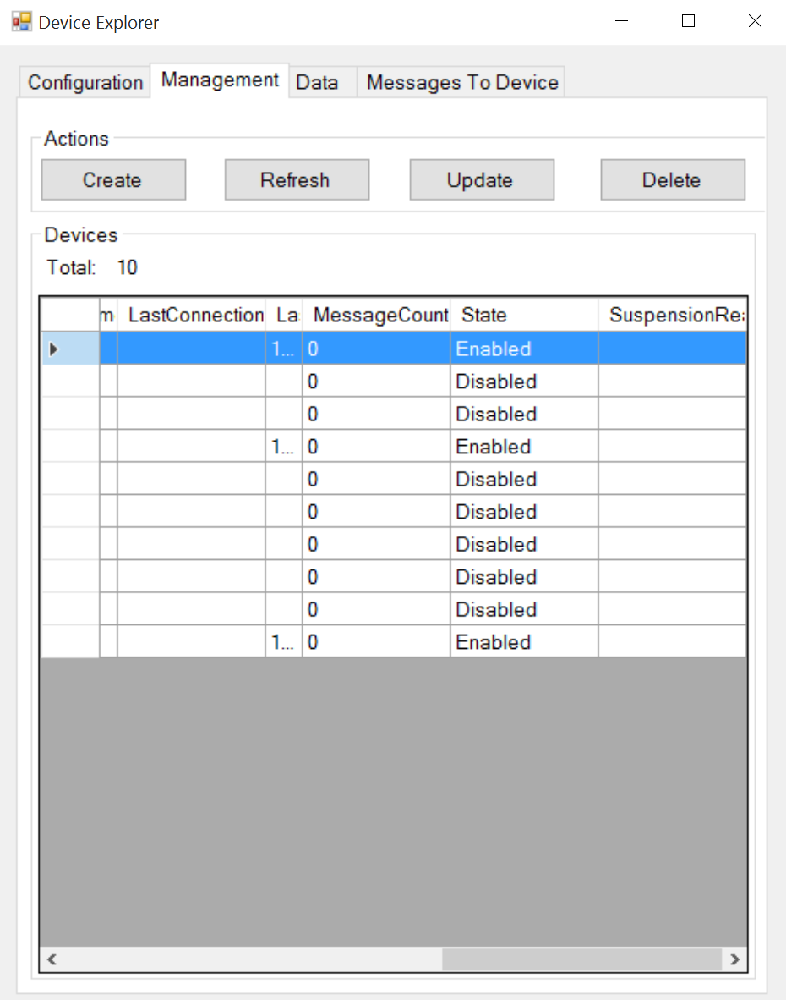 Device Explorer
Configuration Management Data Messages To Device
Actions
Create Refresh Update Delete
Devices
Total: 10
m LastConnection La MessageCount State SuspensionRea
1... 0 Enabled
0 Disabled
0 Disabled
1... 0 Enabled
0 Disabled
0 Disabled
0 Disabled
0 Disabled
0 Disabled
1... 0 Enabled